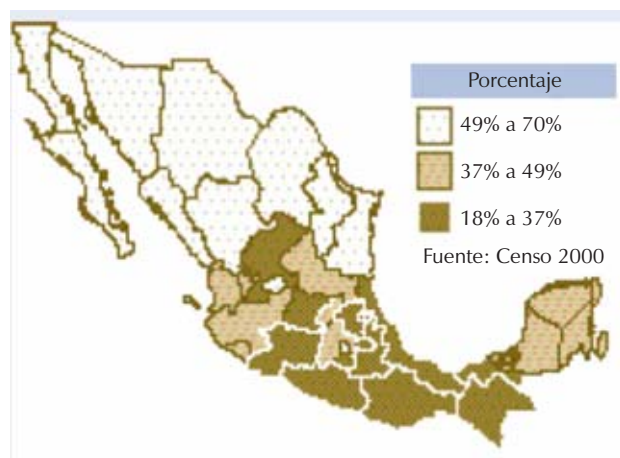 Porcentaje
49% a 70%
37% a 49%
18% a 37%
Fuente: Censo 2000